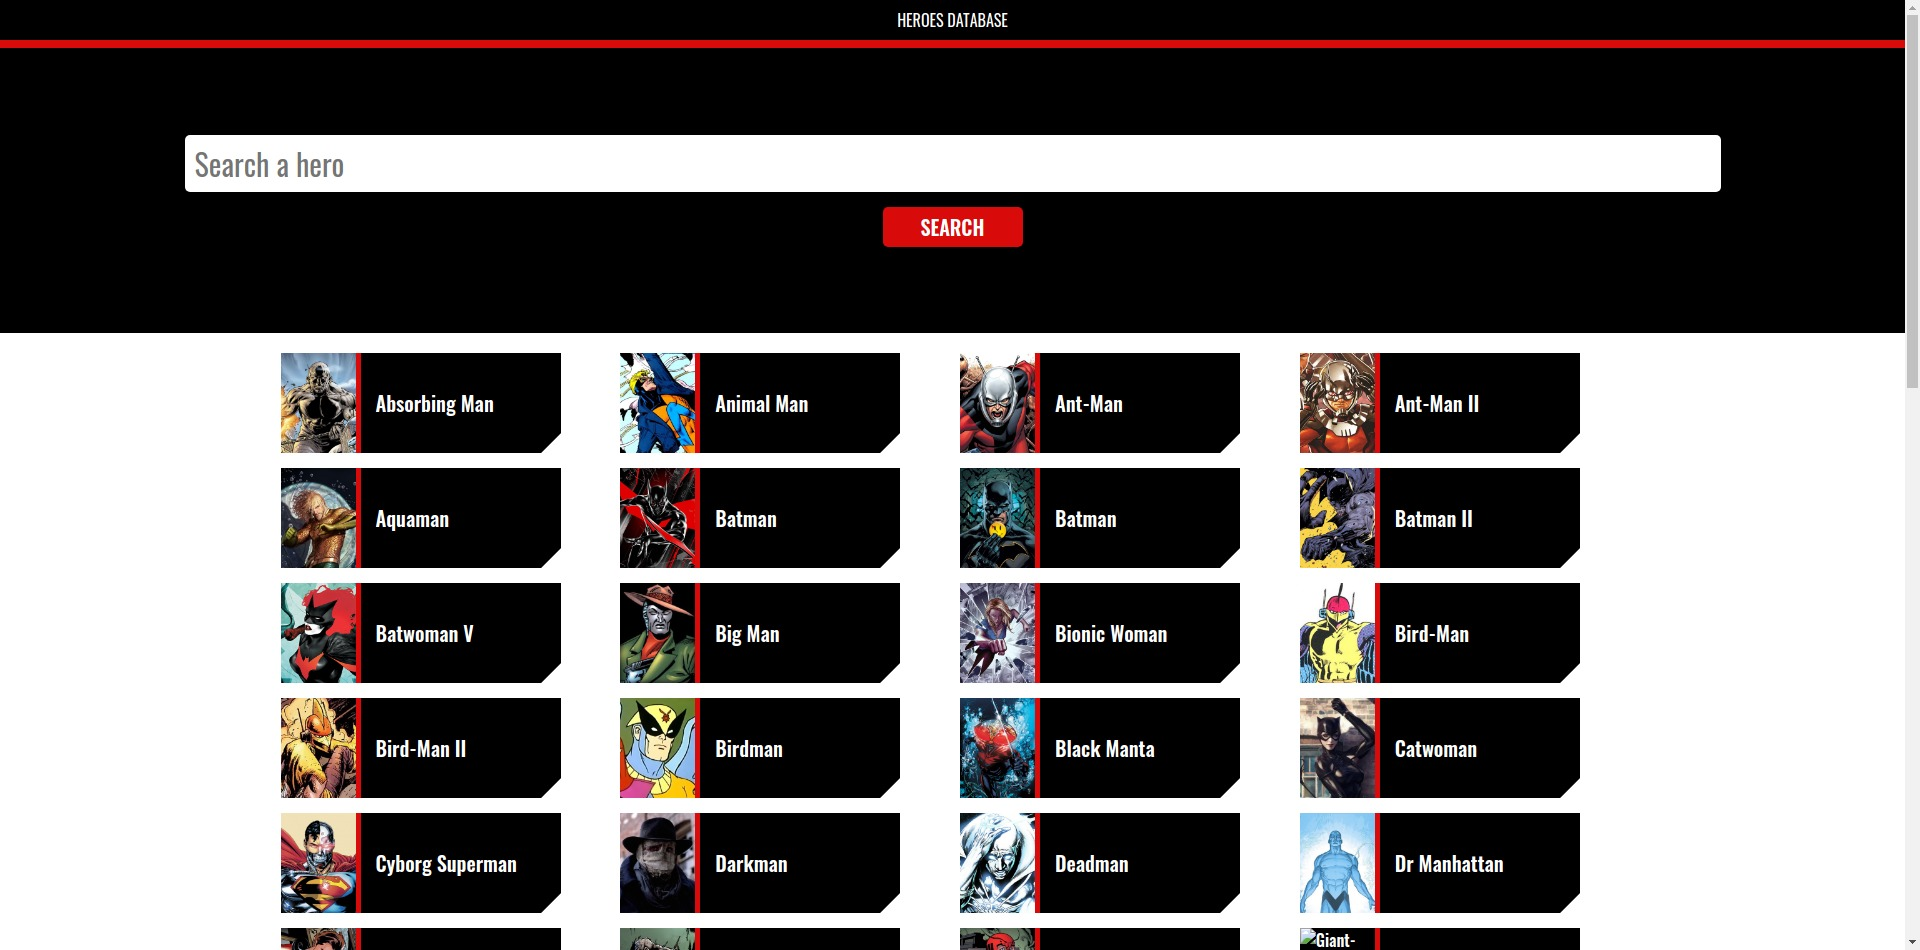 HEROES DATABASE
Search a hero
SEARCH
Absorbing Man
Animal Man
Ant-Man
Ant-Man II
Aquaman
Batman
Batman
Batman II
Batwoman V
Big Man
Bionic Woman
Bird-Man
Bird-Man II
Birdman
Black Manta
Catwoman
Cyborg Superman
Darkman
Deadman
Dr Manhattan
Giant-